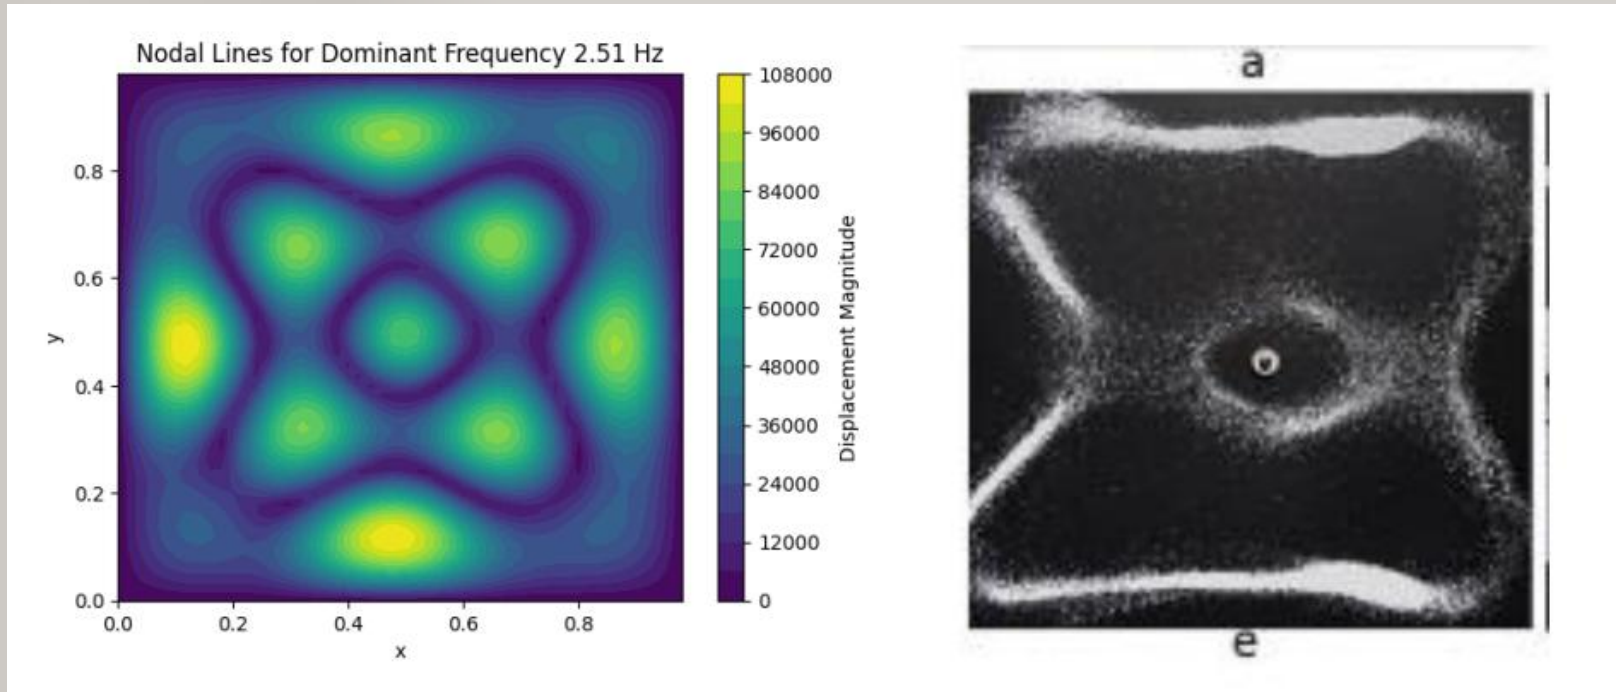 Nodal Lines for Dominant Frequency 2.51 Hz
108000
96000
84000
72000
60000
48000
36000
24000
12000
0
Displacement Magnitude
0.8
0.6
0.4
0.2
0.0
y
0.0 0.2 0.4 0.6 0.8
x
a
e